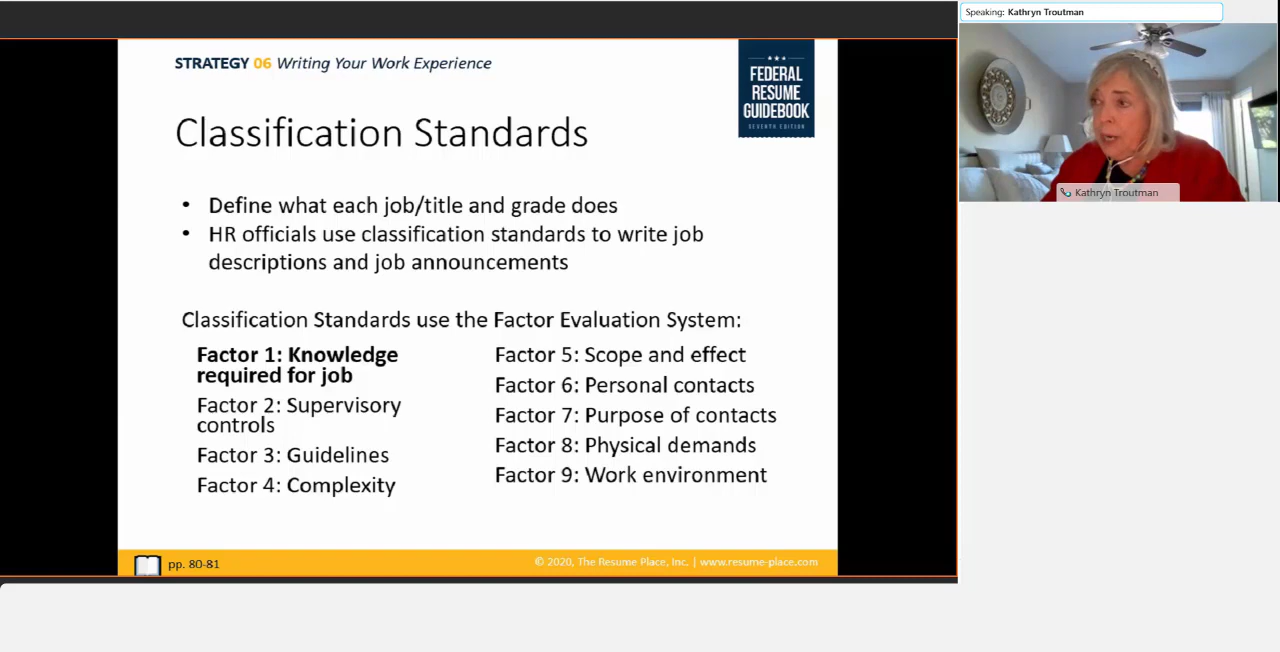 Speaking: Kathryn Troutman
STRATEGY 06 Writing Your Work Experience
FEDERAL
RESUME
GUIDEBOOK
SEVENTH EDITION
Classification Standards
• Define what each job/title and grade does
• HR officials use classification standards to write job
descriptions and job announcements
Classification Standards use the Factor Evaluation System:
Factor 1: Knowledge
required for job
Factor 2: Supervisory
controls
Factor 3: Guidelines
Factor 4: Complexity
Factor 5: Scope and effect
Factor 6: Personal contacts
Factor 7: Purpose of contacts
Factor 8: Physical demands
Factor 9: Work environment
pp. 80-81
© 2020, The Resume Place, Inc. | www.resume-place.com
Kathryn Troutman